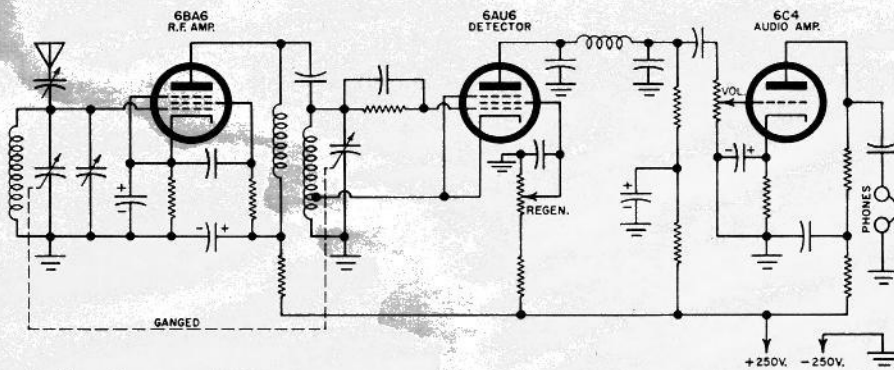 6BA6
R.F. AMP.
6AU6
DETECTOR
6C4
AUDIO AMP.
VOL.
REGEN.
PHONES
GANGED
+250V. -250V.
+
-
- +
- +
+